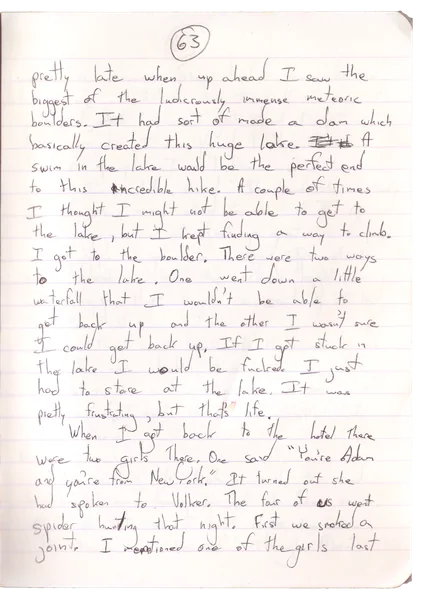 63
pretty late when up ahead I saw the
biggest of the ludicrously immense meteoric
boulders. It had sort of made a dam which
basically created this huge lake. A
swim in the lake would be the perfect end
to this incredible hike. A couple of times
I thought I might not be able to get to
the lake, but I kept finding a way to climb.
I got to the boulder. There were two ways
to the lake. One went down a little
waterfall that I wouldn't be able to
get back up and the other I wasn't sure
I could get back up. If I got stuck in
the lake I would be fucked. I just
had to stare at the lake. It was
pretty frustrating, but that's life.
When I got back to the hotel there
were two girls There. One said "You're Adam
and you're from New York." It turned out she
had spoken to Volker. The four of us went
spider hunting that night. First we smoked a
joint. I mentioned one of the girls last